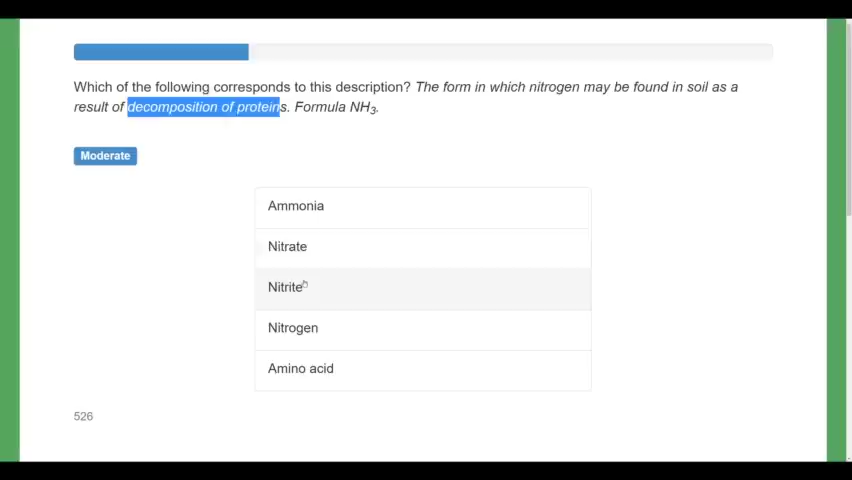 Which of the following corresponds to this description? The form in which nitrogen may be found in soil as a
result of decomposition of proteins. Formula NH3.
Moderate
Ammonia
Nitrate
Nitrite
Nitrogen
Amino acid
526